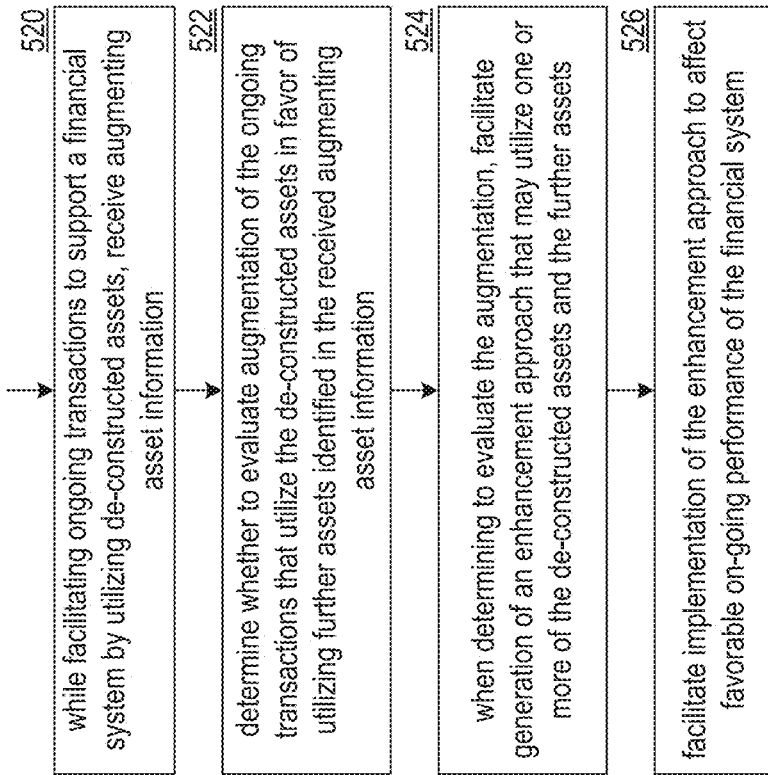 520
while facilitating ongoing transactions to support a financial
system by utilizing de-constructed assets, receive augmenting
asset information
522
determine whether to evaluate augmentation of the ongoing
transactions that utilize the de-constructed assets in favor of
utilizing further assets identified in the received augmenting
asset information
524
when determining to evaluate the augmentation, facilitate
generation of an enhancement approach that may utilize one or
more of the de-constructed assets and the further assets
526
facilitate implementation of the enhancement approach to affect
favorable on-going performance of the financial system